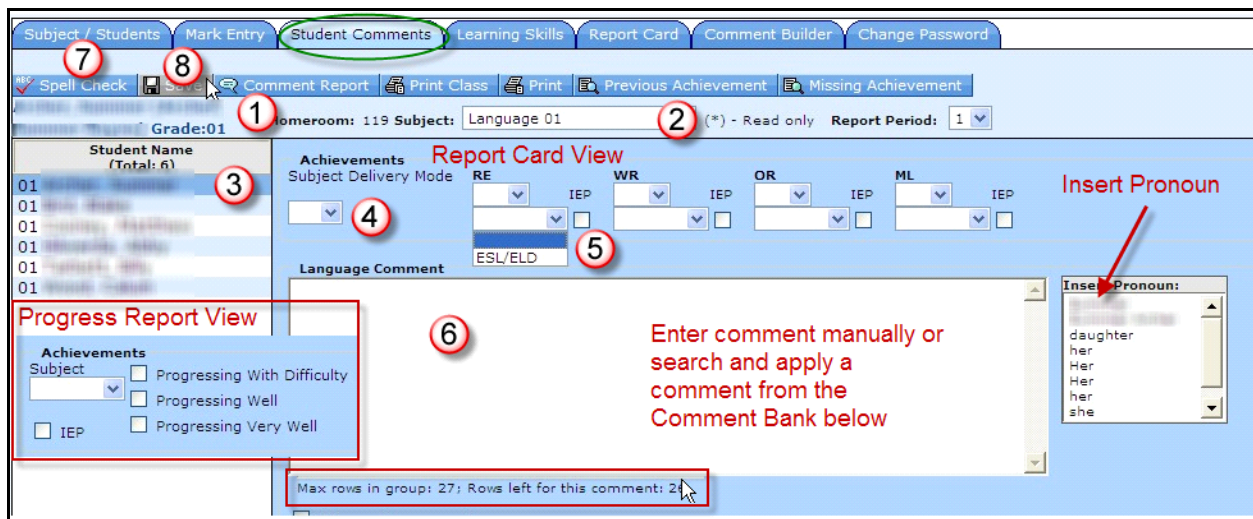 Subject / Students Mark Entry Student Comments Learning Skills Report Card Comment Builder Change Password
7 8
Spell Check Save Comment Report Print Class Print Previous Achievement Missing Achievement
Grade:01 1 Homeroom: 119 Subject: Language 01 2 (*) - Read only Report Period: 1
Student Name
(Total: 6)
Achievements Report Card View
Subject Delivery Mode RE WR OR ML
IEP IEP IEP IEP
Insert Pronoun
01 3
01
01
01
01
01
4
5
ESL/ELD
Language Comment
6
Enter comment manually or
search and apply a
comment from the
Comment Bank below
Insert Pronoun:
daughter
her
Her
Her
her
she
Progress Report View
Achievements
Subject Progressing With Difficulty
Progressing Well
IEP Progressing Very Well
Max rows in group: 27; Rows left for this comment: